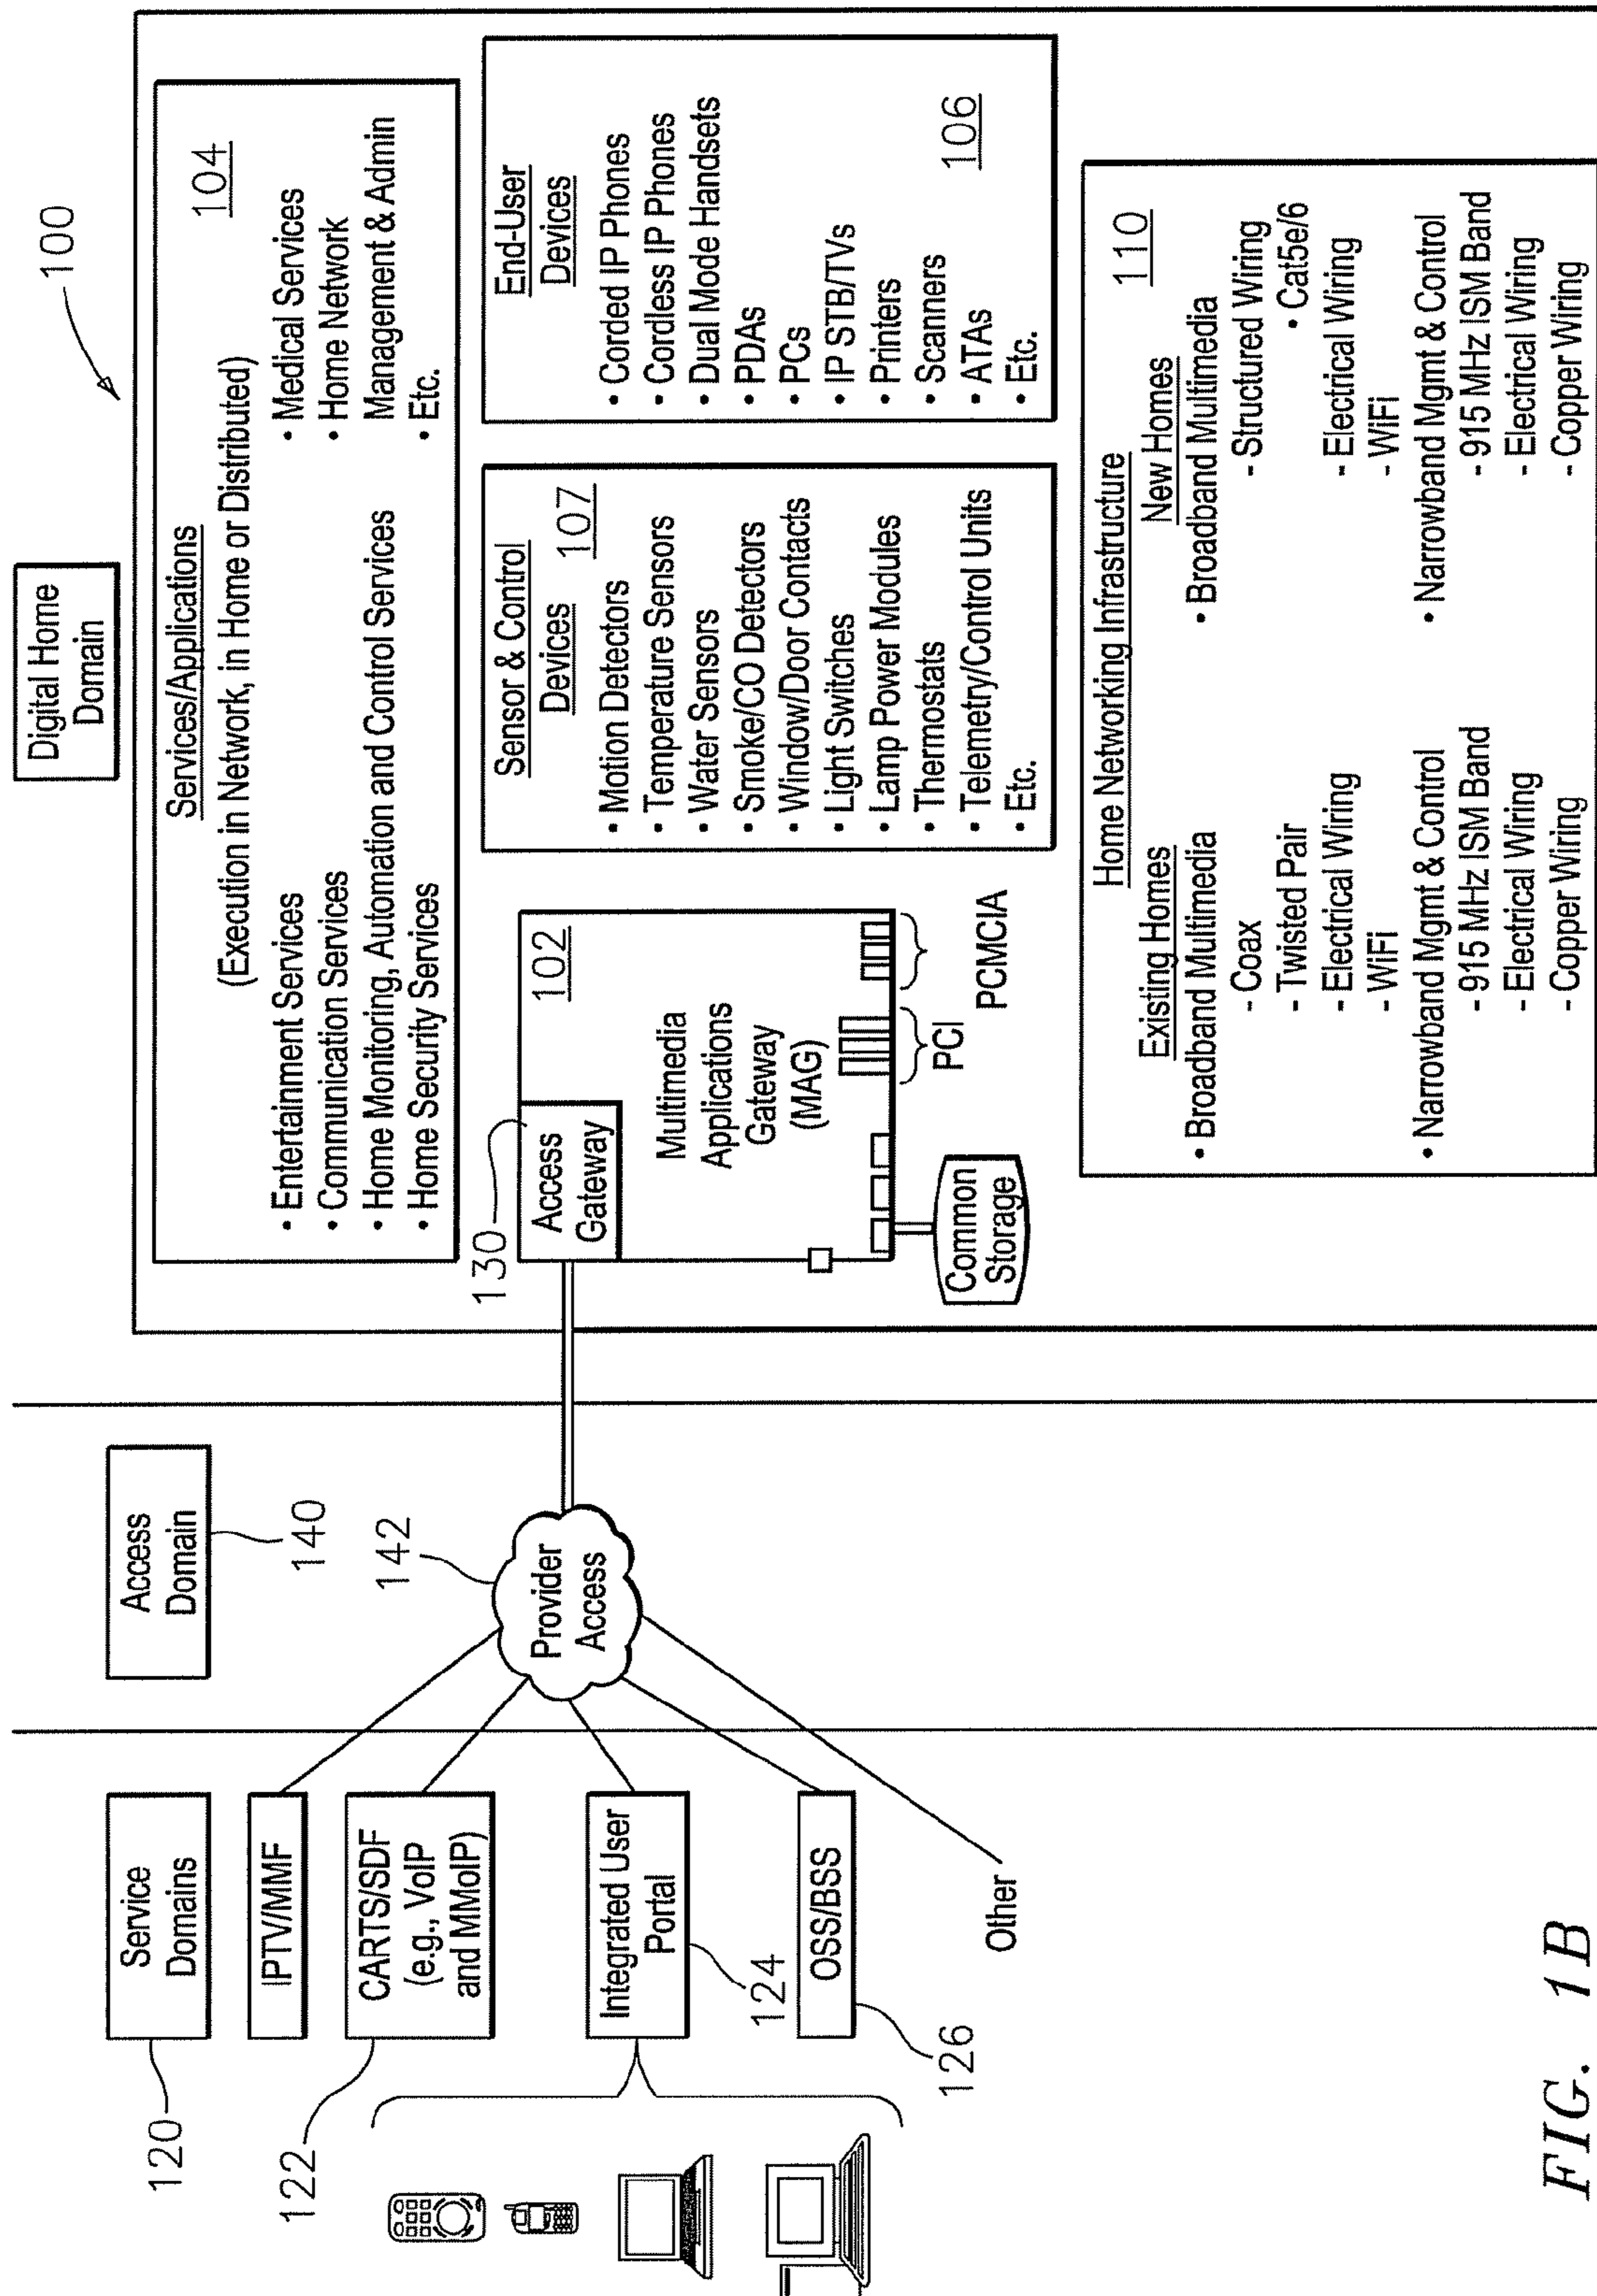 Service
Domains
120
IPTV/MMF
CARTS/SDF
(e.g., VoIP
and MMoIP)
122
Integrated User
Portal
124
OSS/BSS
126
Other
Access
Domain
140
142
Provider
Access
Digital Home
Domain
100
Services/Applications
104
(Execution in Network, in Home or Distributed)
• Entertainment Services
• Communication Services
• Home Monitoring, Automation and Control Services
• Home Security Services
• Medical Services
• Home Network
Management & Admin
• Etc.
130
Access
Gateway
102
Multimedia
Applications
Gateway
(MAG)
PCI
PCMCIA
Common
Storage
Sensor & Control
Devices
107
• Motion Detectors
• Temperature Sensors
• Water Sensors
• Smoke/CO Detectors
• Window/Door Contacts
• Light Switches
• Lamp Power Modules
• Thermostats
• Telemetry/Control Units
• Etc.
End-User
Devices
• Corded IP Phones
• Cordless IP Phones
• Dual Mode Handsets
• PDAs
• PCs
• IP STB/TVs
• Printers
• Scanners
• ATAs
• Etc.
106
Home Networking Infrastructure
110
Existing Homes
• Broadband Multimedia
- Coax
- Twisted Pair
- Electrical Wiring
- WiFi
• Narrowband Mgmt & Control
- 915 MHz ISM Band
- Electrical Wiring
- Copper Wiring
New Homes
• Broadband Multimedia
- Structured Wiring
• Cat5e/6
- Electrical Wiring
- WiFi
• Narrowband Mgmt & Control
- 915 MHz ISM Band
- Electrical Wiring
- Copper Wiring
FIG. 1B